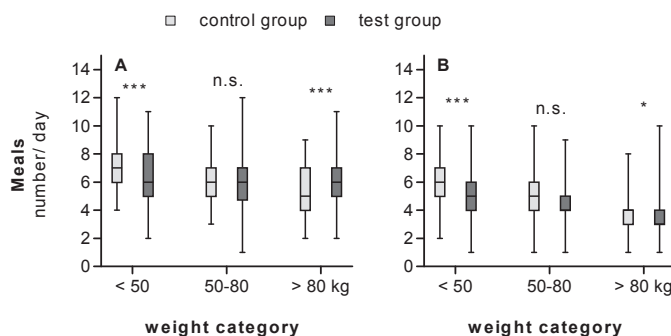 control group test group
A
B
14
12
10
8
6
4
2
0
14
12
10
8
6
4
2
0
*** n.s. ***
*** n.s. *
Meals
number/ day
< 50 50-80 > 80 kg
< 50 50-80 > 80 kg
weight category
weight category